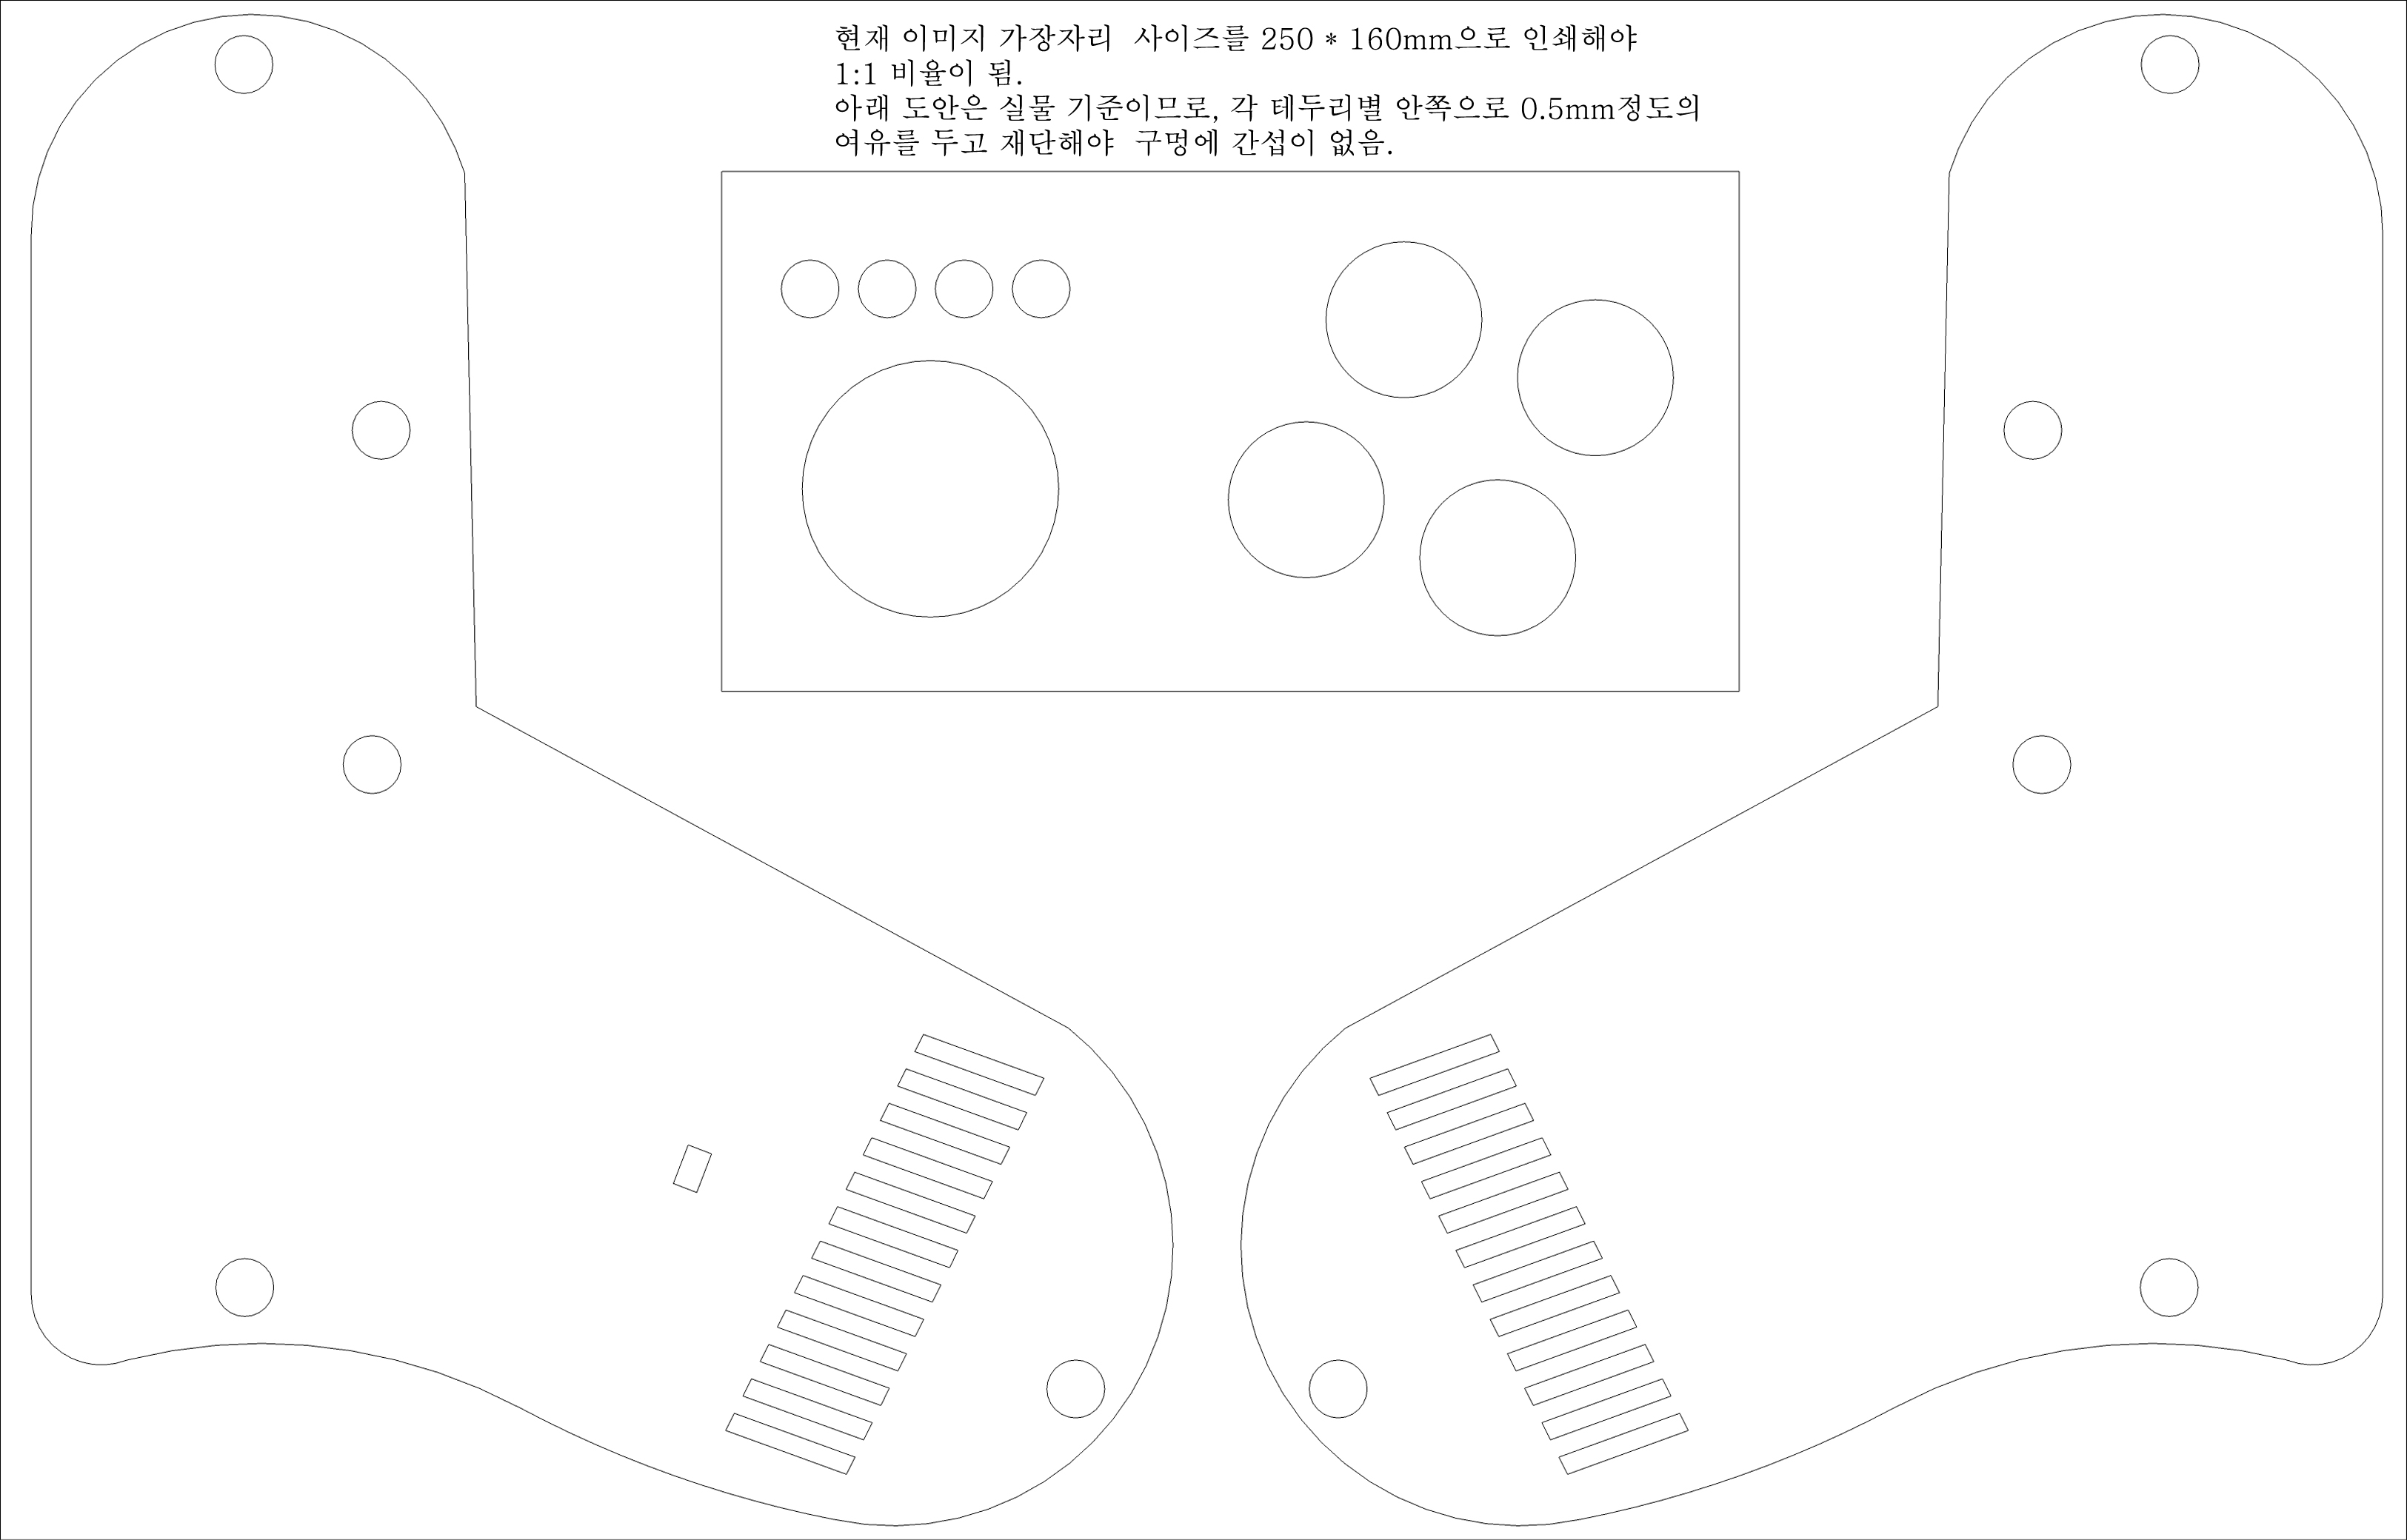 현재 이미지 가장자리 사이즈를 250 * 160mm으로 인쇄해야
1:1 비율이 됨.
아래 도안은 실물 기준이므로, 각 테두리별 안쪽으로 0.5mm정도의
여유를 두고 재단해야 구멍에 간섭이 없음.